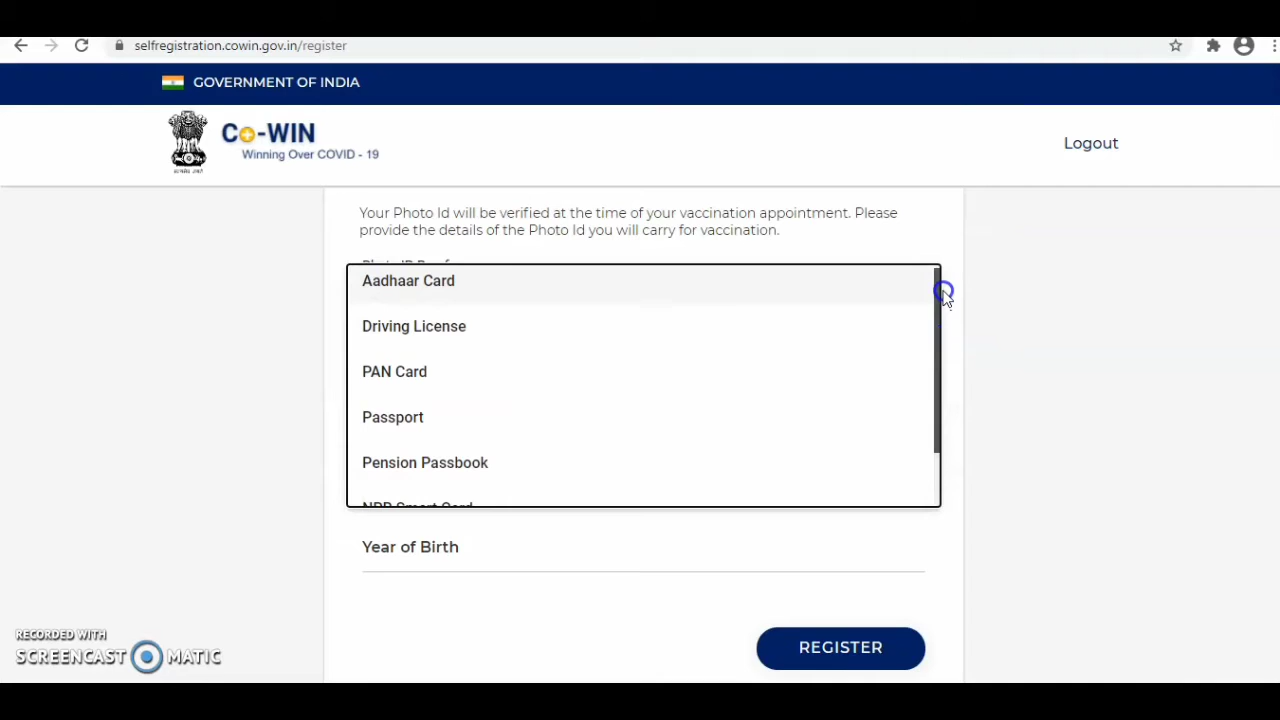 selfregistration.cowin.gov.in/register
GOVERNMENT OF INDIA
Co-WIN
Winning Over COVID - 19
Logout
Your Photo Id will be verified at the time of your vaccination appointment. Please
provide the details of the Photo Id you will carry for vaccination.
Aadhaar Card
Driving License
PAN Card
Passport
Pension Passbook
Year of Birth
REGISTER
RECORDED WITH
SCREENCAST MATIC